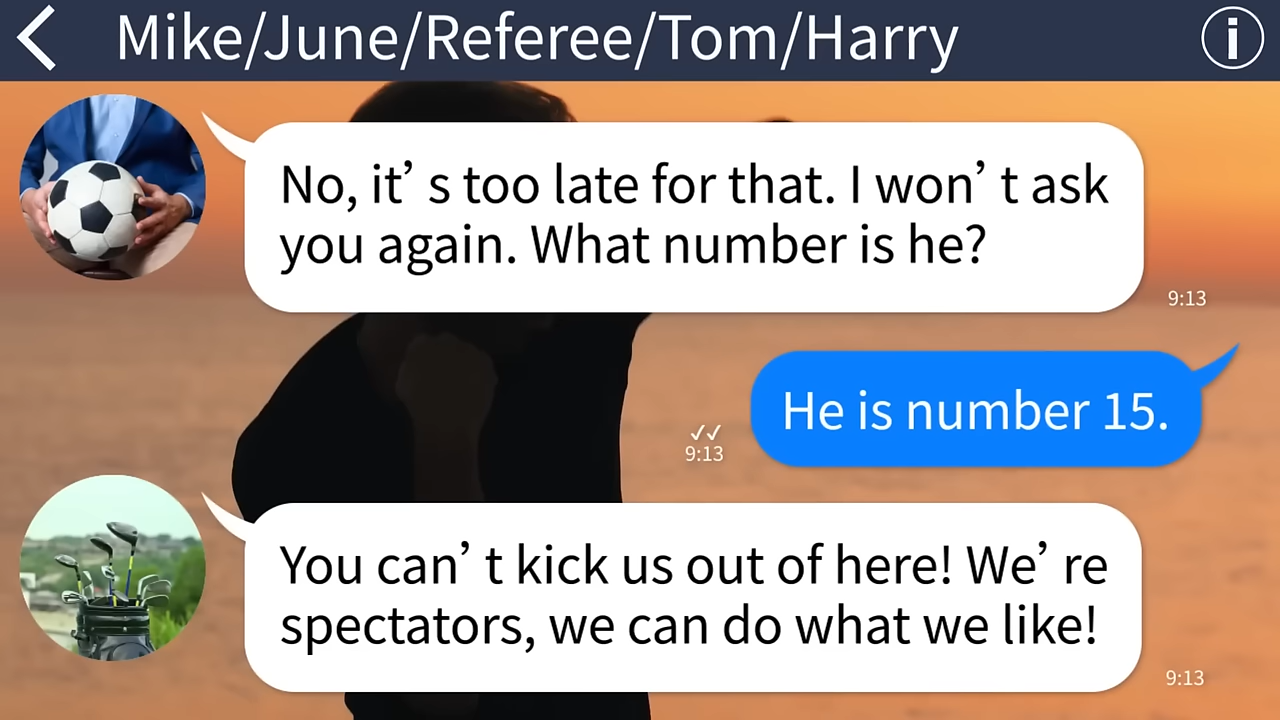 Mike/June/Referee/Tom/Harry
No, it’s too late for that. I won’t ask
you again. What number is he?
9:13
He is number 15.
9:13
You can’t kick us out of here! We’re
spectators, we can do what we like!
9:13